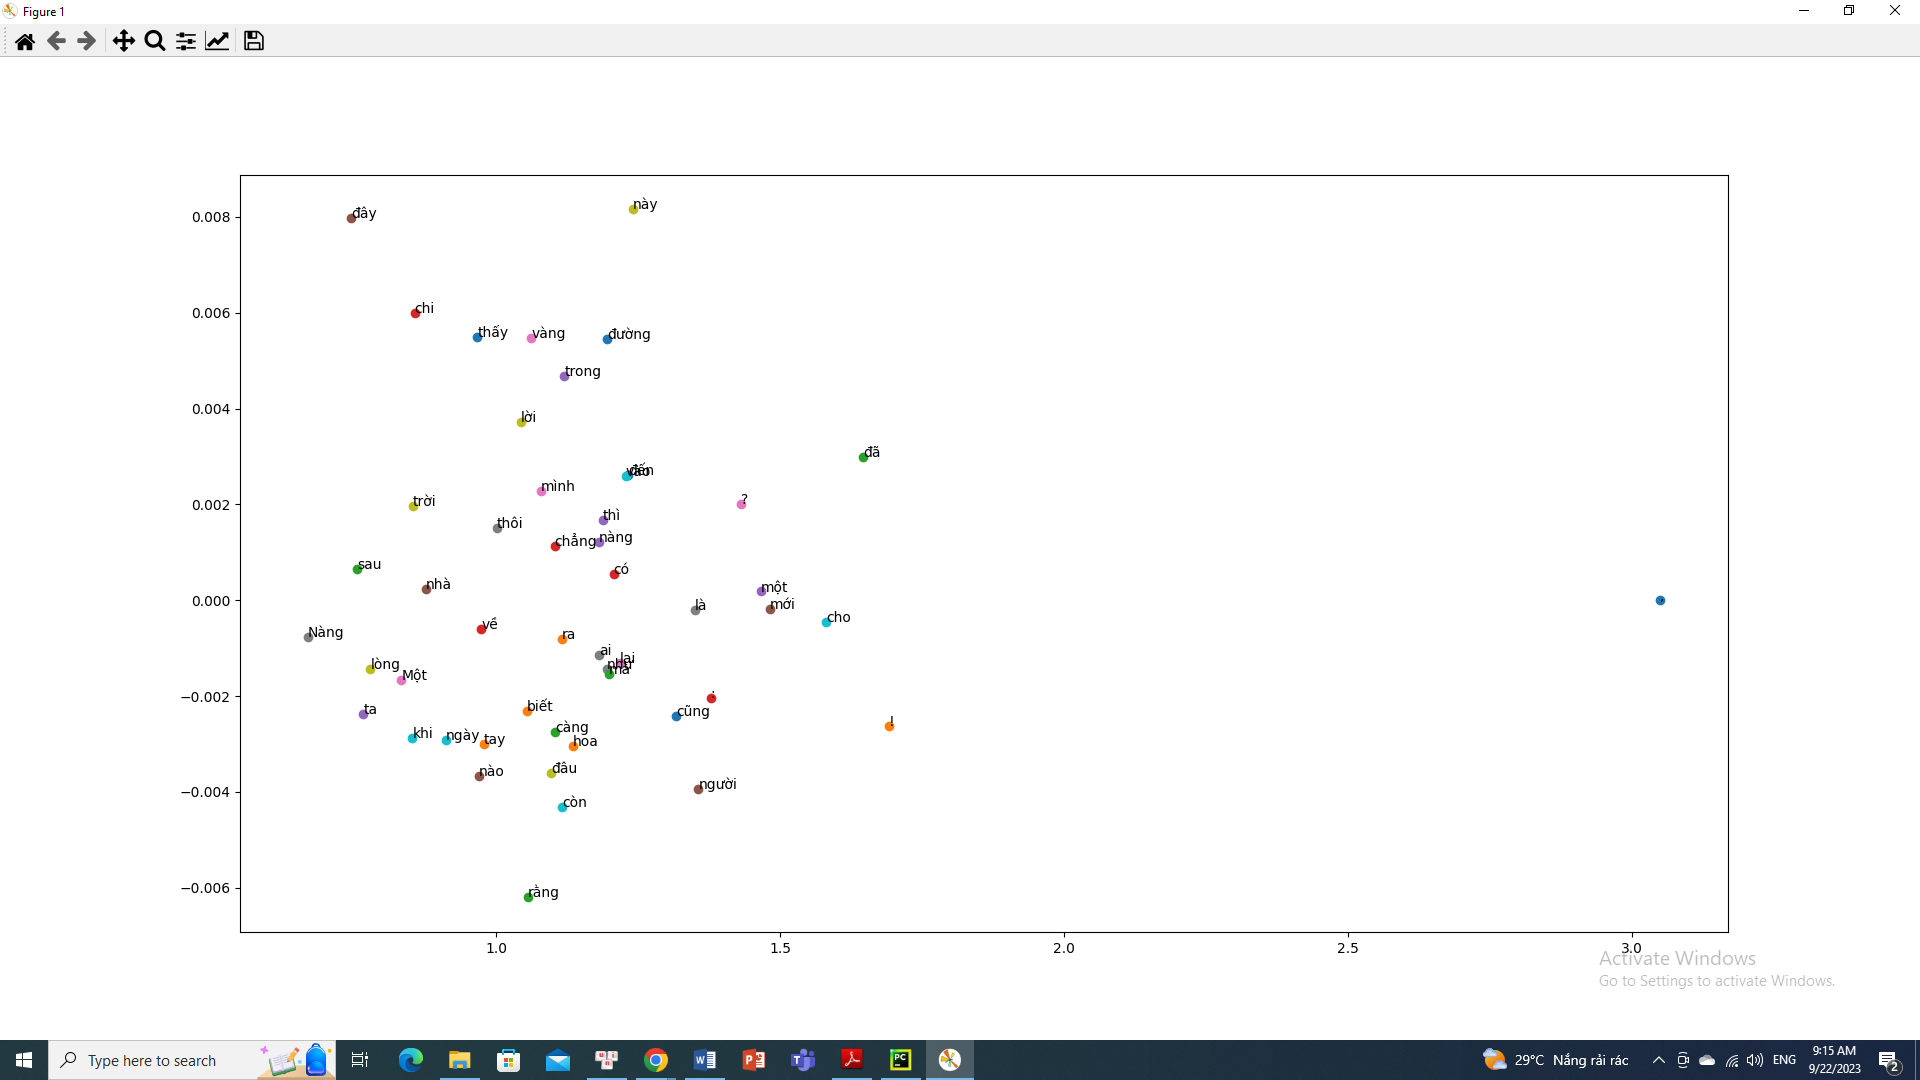 Figure 1
này
đây
0.008
chi
0.006
thấy
vàng
đường
trong
lời
0.004
đã
đến
mình
?
trời
0.002
thì
thôi
nàng
chẳng
có
sau
nhà
một
0.000
mới
là
cho
về
Nàng
ra
ai
lại
như
mà
lòng
Một
−0.002
:
ta
biết
cũng
!
càng
khi
ngày
tay
hoa
nào
đâu
người
−0.004
còn
−0.006
rằng
1.0 1.5 2.0 2.5 3.0
Activate Windows
Go to Settings to activate Windows.
Type here to search
29°C Nắng rải rác
ENG
9:15 AM
9/22/2023
2